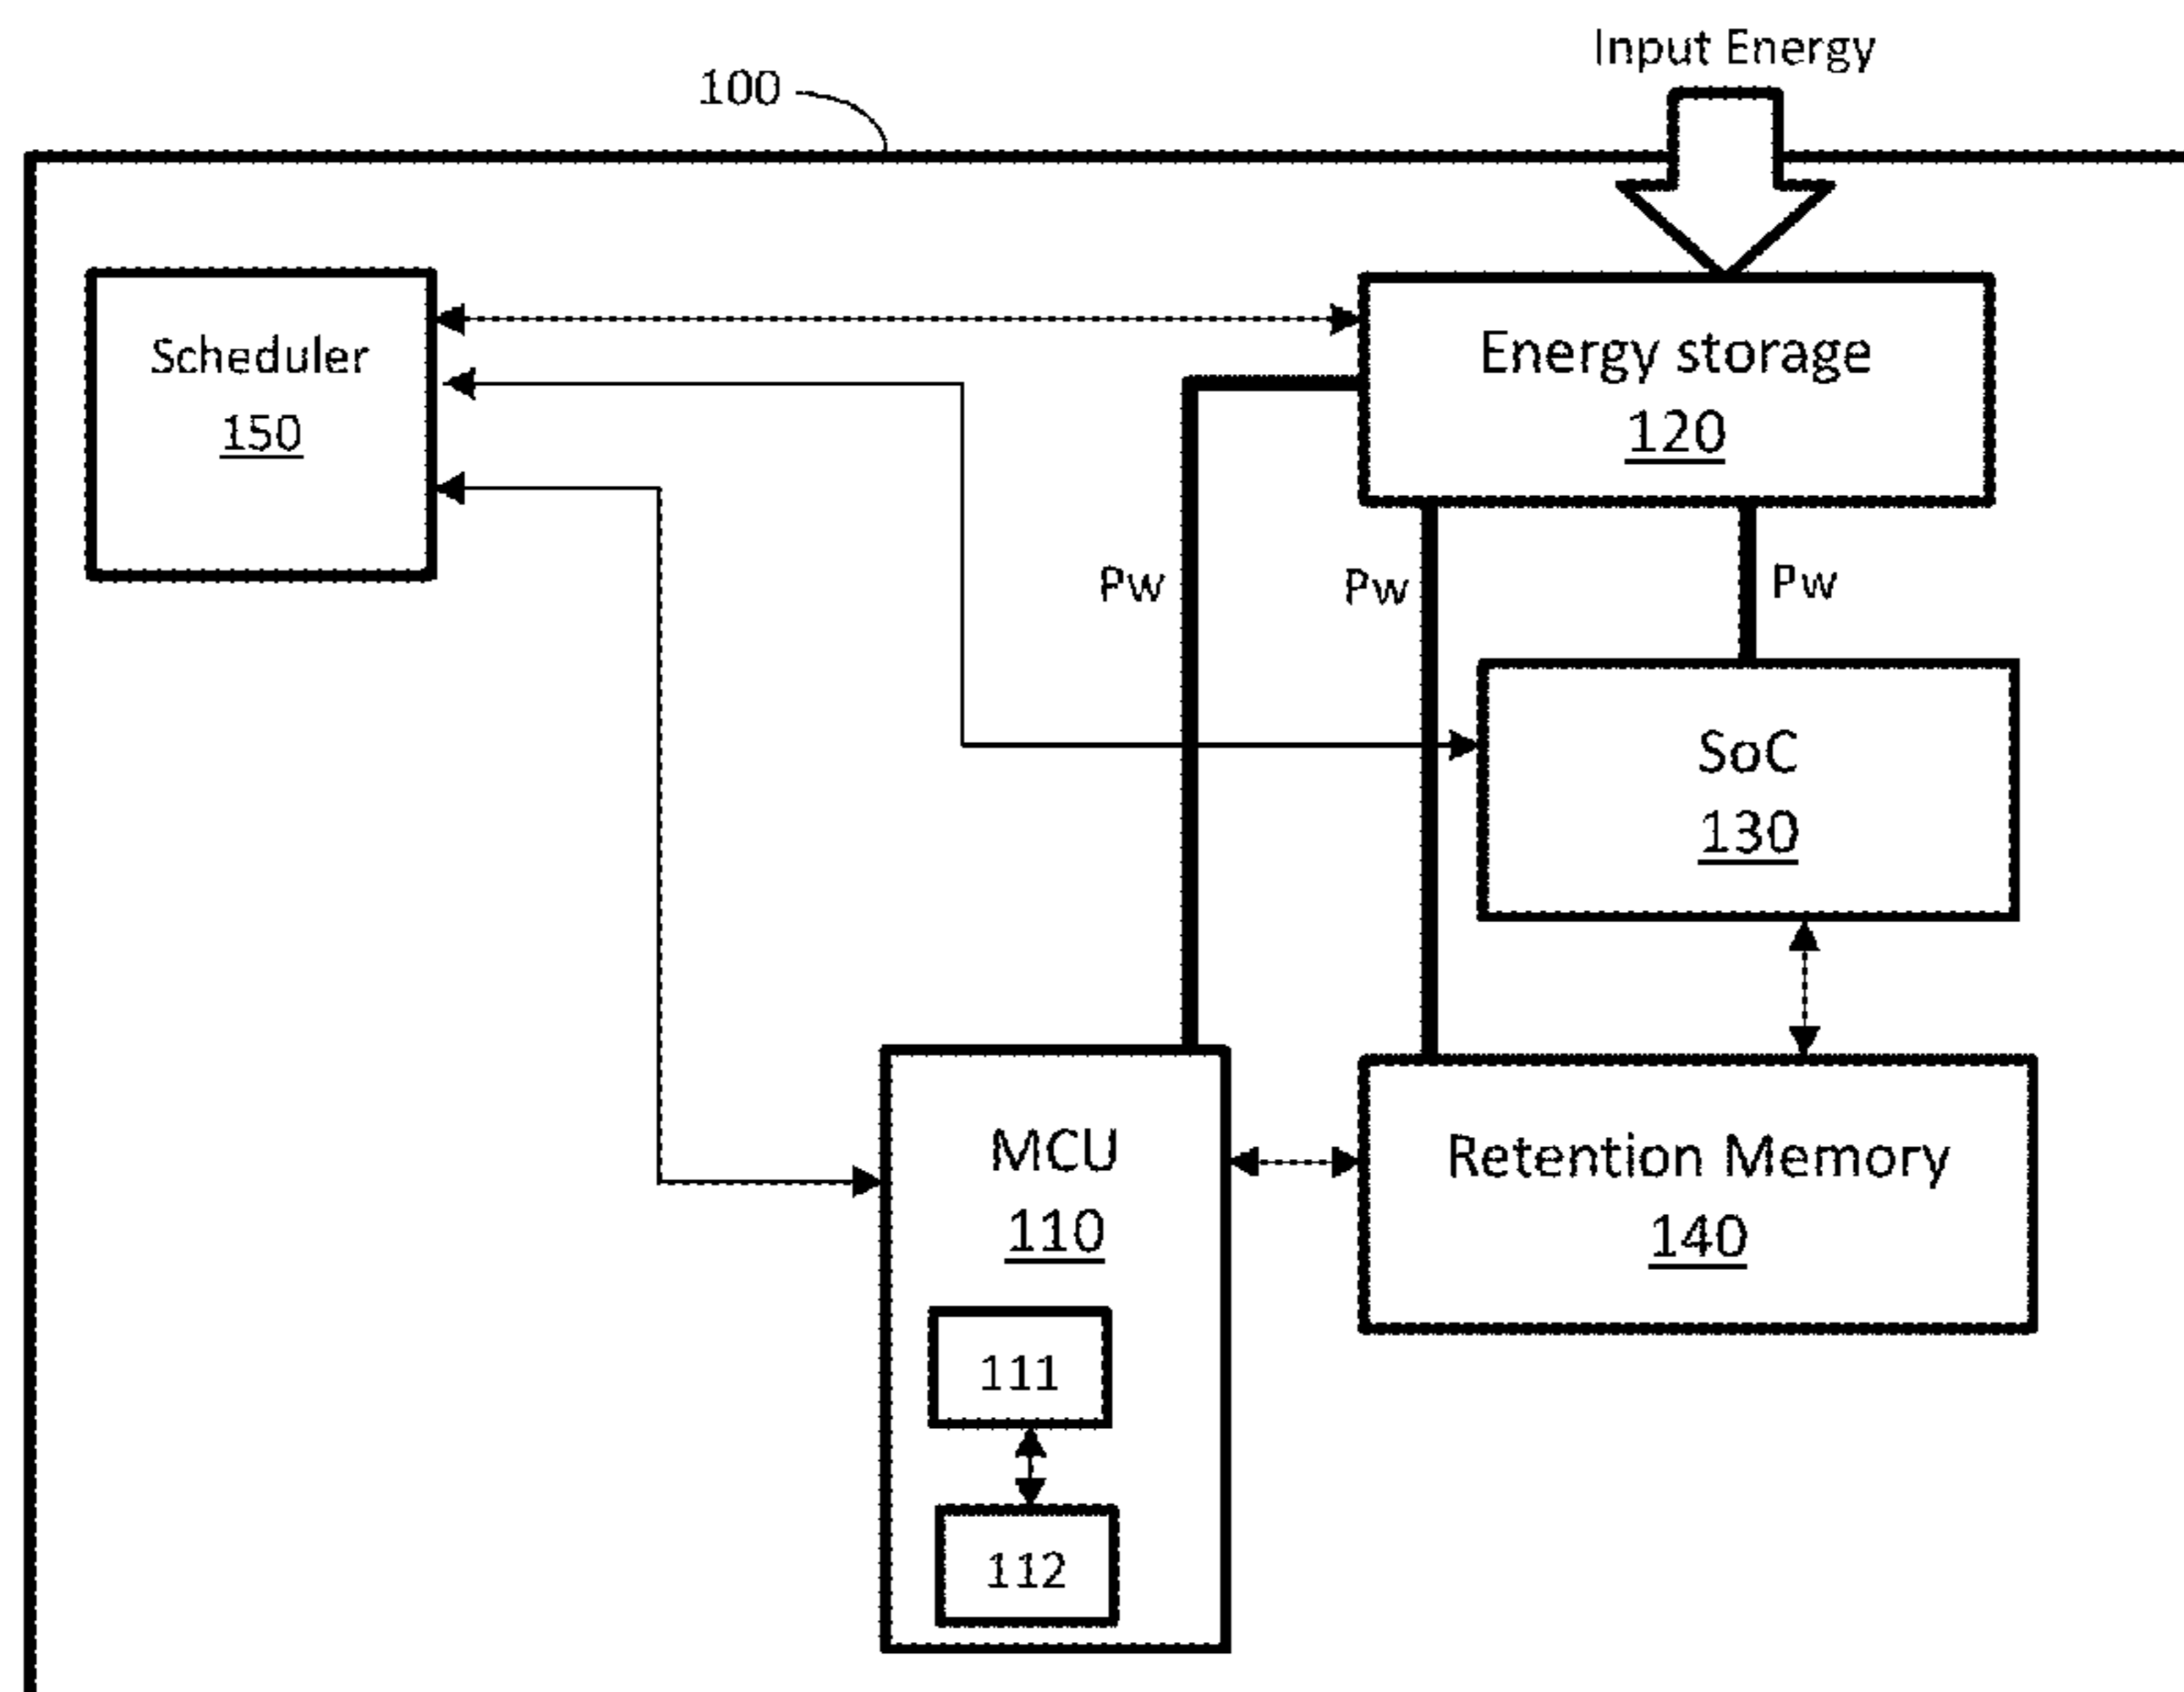 Input Energy
100
Scheduler
150
Energy storage
120
Pw
Pw
Pw
SoC
130
MCU
110
Retention Memory
140
111
112